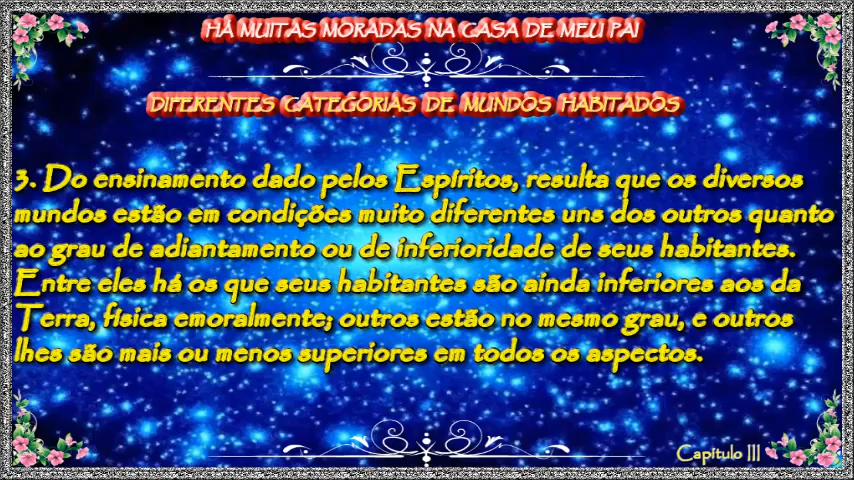 HÁ MUITAS MORADAS NA CASA DE MEU PAI
DIFERENTES CATEGORIAS DE MUNDOS HABITADOS
3. Do ensinamento dado pelos Espíritos, resulta que os diversos
mundos estão em condições muito diferentes uns dos outros quanto
ao grau de adiantamento ou de inferioridade de seus habitantes.
Entre eles há os que seus habitantes são ainda inferiores aos da
Terra, física emoralmente; outros estão no mesmo grau, e outros
lhes são mais ou menos superiores em todos os aspectos.
Capítulo III